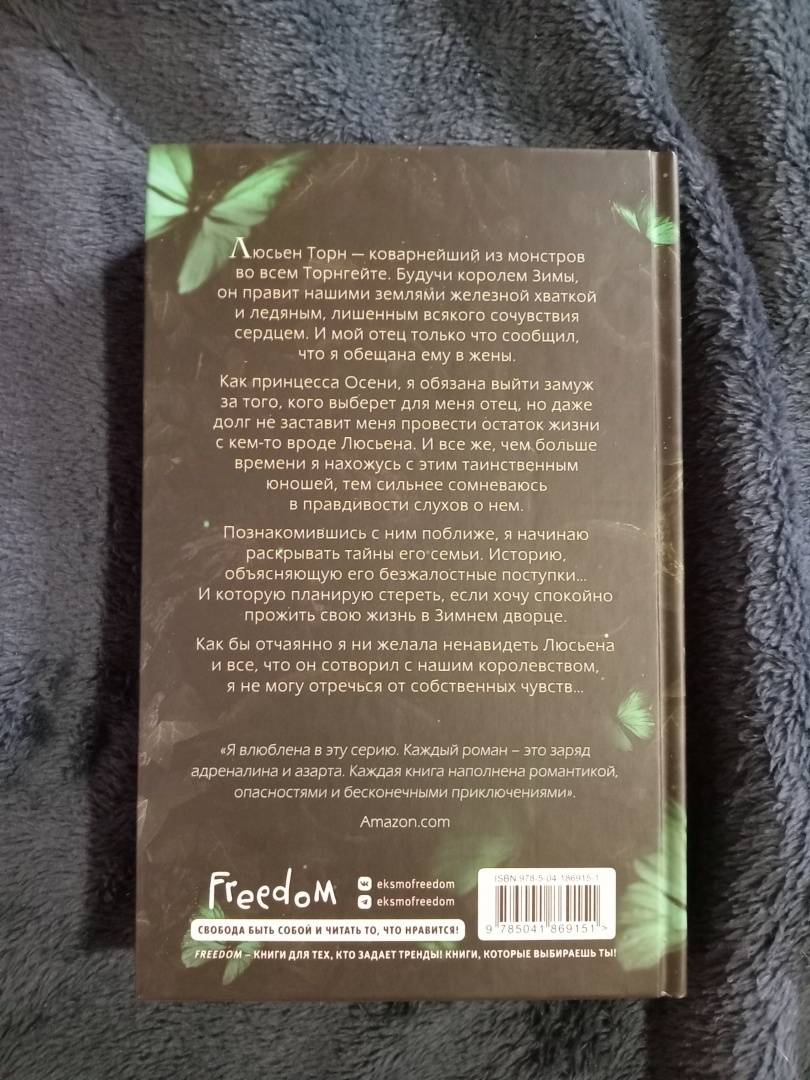 Люсьен Торн — коварнейший из монстров
во всем Торнгейте. Будучи королем Зимы,
он правит нашими землями железной хваткой
и ледяным, лишенным всякого сочувствия
сердцем. И мой отец только что сообщил,
что я обещана ему в жены.
Как принцесса Осени, я обязана выйти замуж
за того, кого выберет для меня отец, но даже
долг не заставит меня провести остаток жизни
с кем-то вроде Люсьена. И все же, чем больше
времени я нахожусь с этим таинственным
юношей, тем сильнее сомневаюсь
в правдивости слухов о нем.
Познакомившись с ним поближе, я начинаю
раскрывать тайны его семьи. Историю,
объясняющую его безжалостные поступки...
И которую планирую стереть, если хочу спокойно
прожить свою жизнь в Зимнем дворце.
Как бы отчаянно я ни желала ненавидеть Люсьена
и все, что он сотворил с нашим королевством,
я не могу отречься от собственных чувств...
«Я влюблена в эту серию. Каждый роман – это заряд
адреналина и азарта. Каждая книга наполнена романтикой,
опасностями и бесконечными приключениями».
Amazon.com
Freedom
eksmofreedom
eksmofreedom
СВОБОДА БЫТЬ СОБОЙ И ЧИТАТЬ ТО, ЧТО НРАВИТСЯ!
FREEDOM – КНИГИ ДЛЯ ТЕХ, КТО ЗАДАЕТ ТРЕНДЫ! КНИГИ, КОТОРЫЕ ВЫБИРАЕШЬ ТЫ!
ISBN 978-5-04-186915-1
9 785041 869151 >